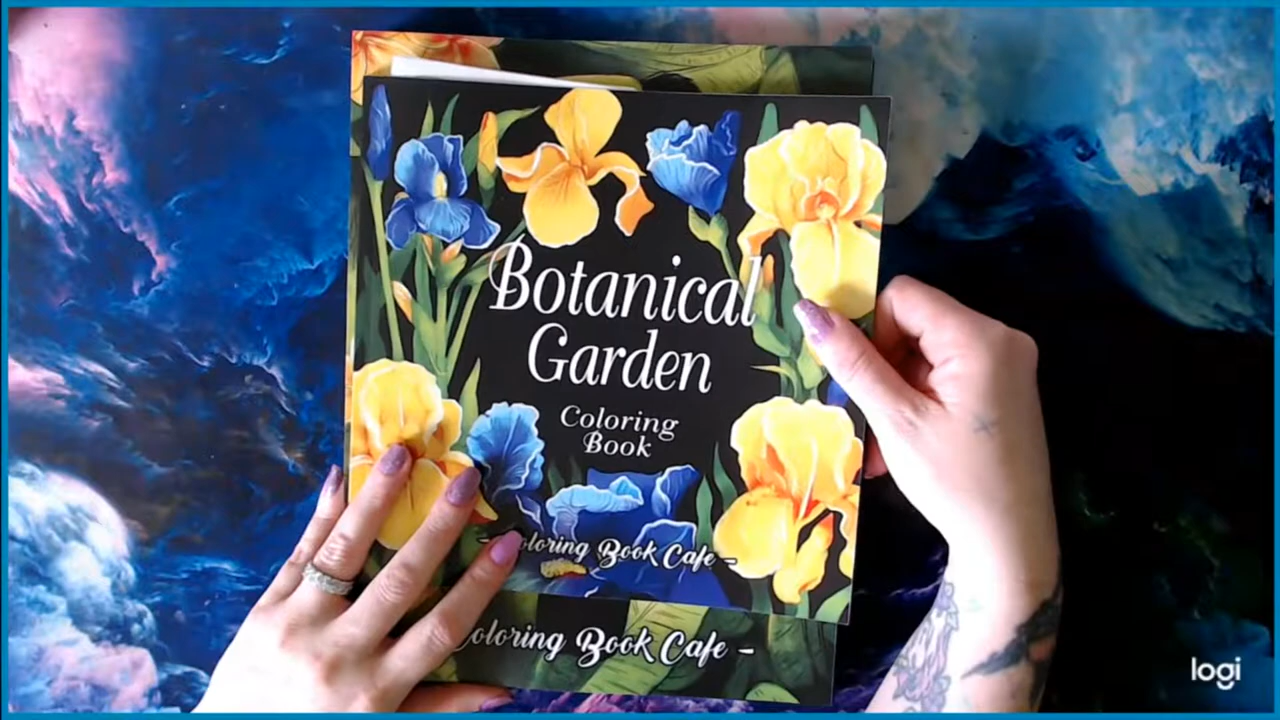 Botanical
Garden
Coloring
Book
- Coloring Book Cafe -
Coloring Book Cafe -
logi